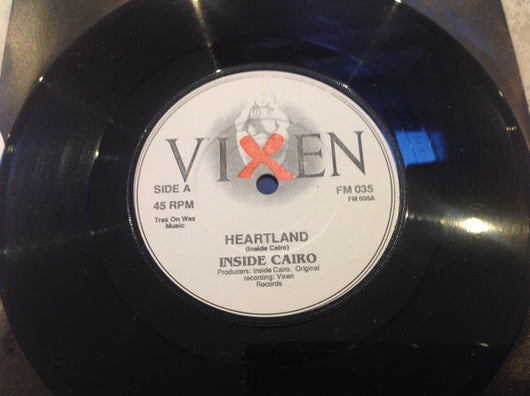 VIXEN
SIDE A
45 RPM
Trax On Wax
Music
FM 035
FM 035A
HEARTLAND
(Inside Cairo)
INSIDE CAIRO
Producers: Inside Cairo, Original
recording: Vixen
Records